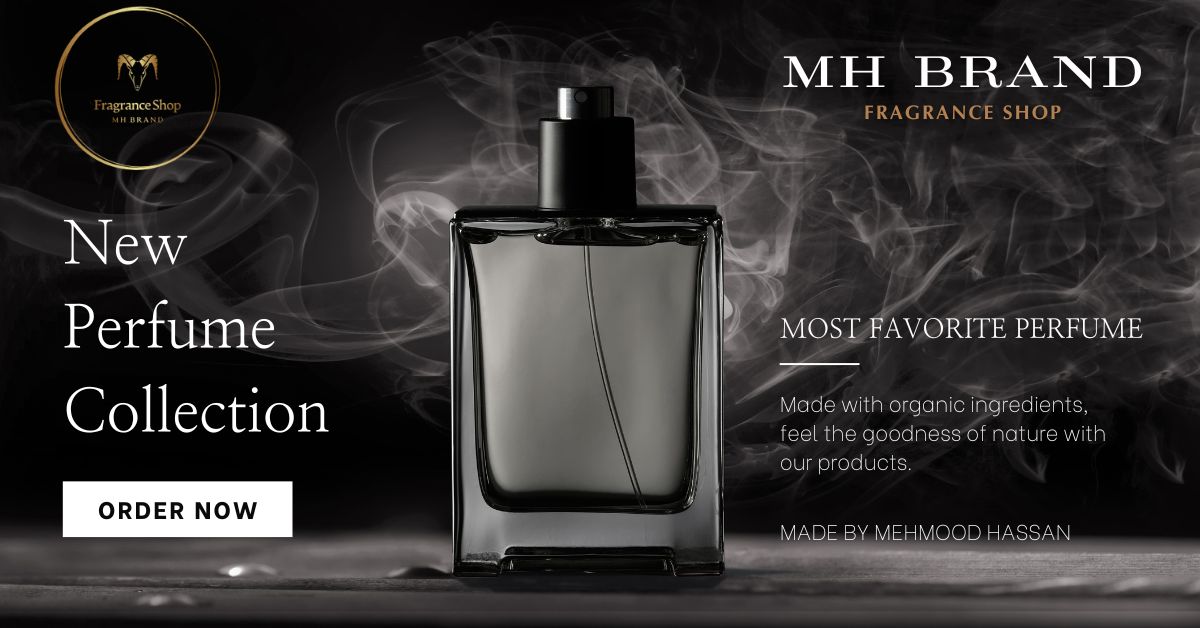 Fragrance Shop
MH BRAND
New
Perfume
Collection
ORDER NOW
MH BRAND
FRAGRANCE SHOP
MOST FAVORITE PERFUME
Made with organic ingredients,
feel the goodness of nature with
our products.
MADE BY MEHMOOD HASSAN